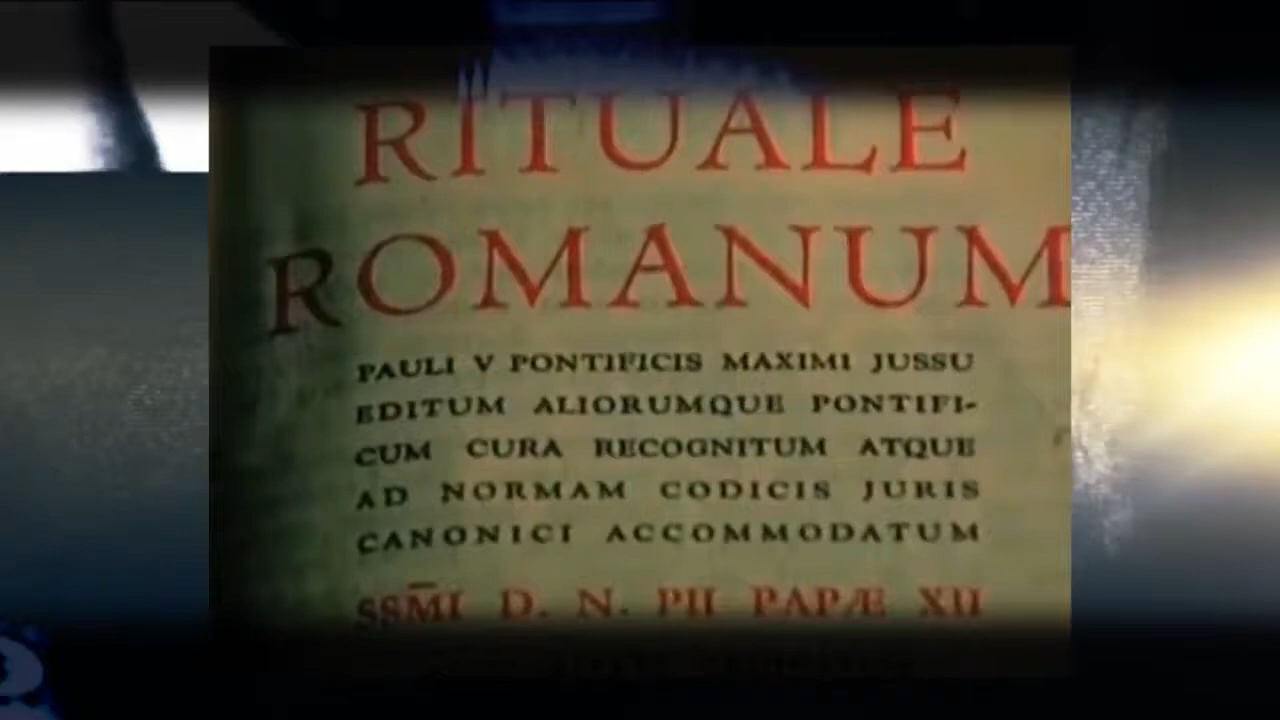 RITUALE
ROMANUM
PAULI V PONTIFICIS MAXIMI JUSSU
EDITUM ALIORUMQUE PONTIFI-
CUM CURA RECOGNITUM ATQUE
AD NORMAM CODICIS JURIS
CANONICI ACCOMMODATUM
SSM̅I D. N. PII PAPÆ XII